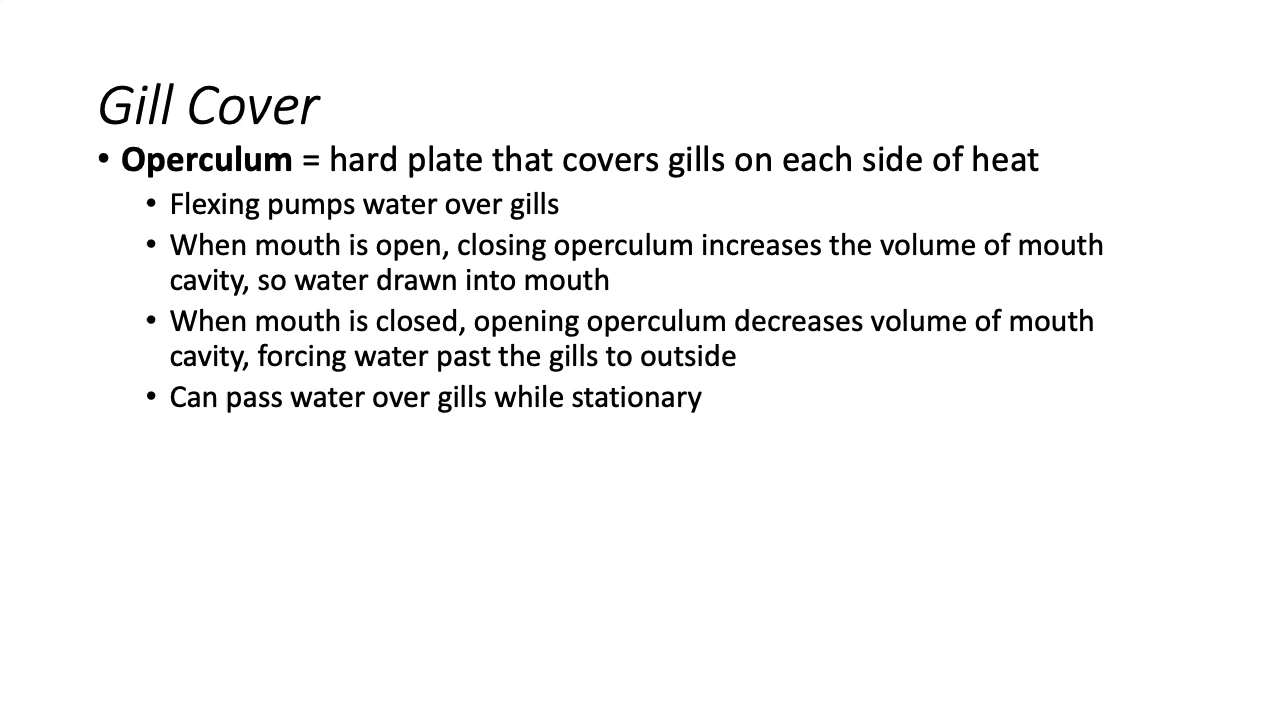 Gill Cover
• Operculum = hard plate that covers gills on each side of heat
• Flexing pumps water over gills
• When mouth is open, closing operculum increases the volume of mouth
cavity, so water drawn into mouth
• When mouth is closed, opening operculum decreases volume of mouth
cavity, forcing water past the gills to outside
• Can pass water over gills while stationary